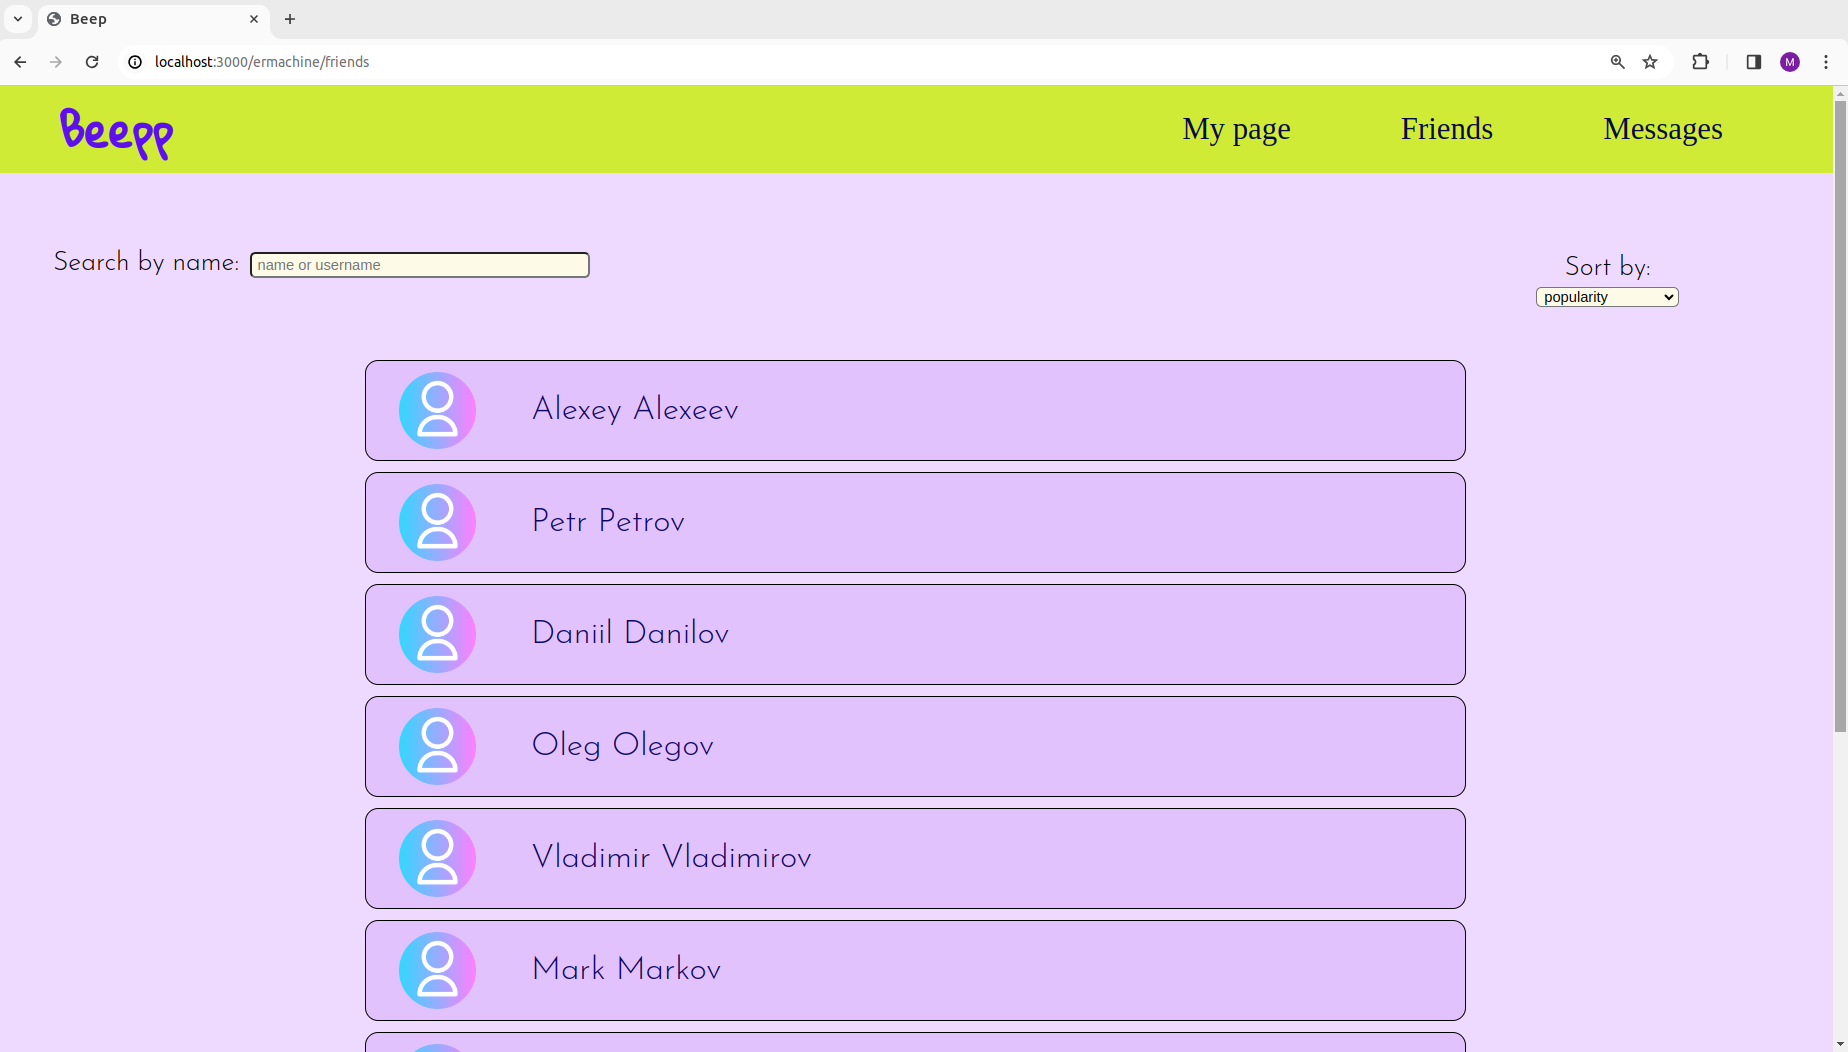 Beep
localhost:3000/ermachine/friends
M
Beepp
My page Friends Messages
Search by name: name or username
Sort by:
popularity
Alexey Alexeev
Petr Petrov
Daniil Danilov
Oleg Olegov
Vladimir Vladimirov
Mark Markov